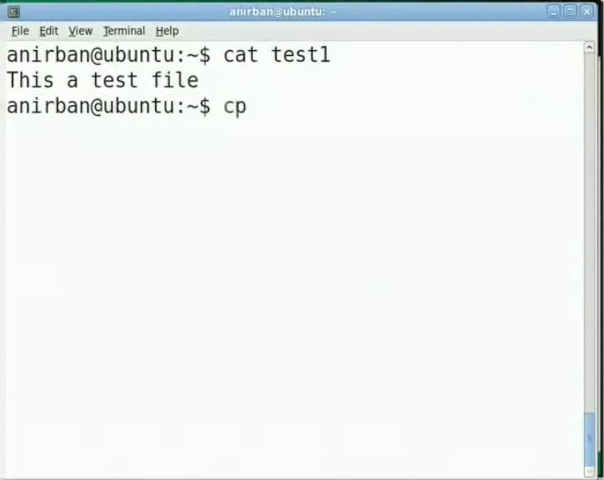 anirban@ubuntu: ~
File Edit View Terminal Help
anirban@ubuntu:~$ cat test1
This a test file
anirban@ubuntu:~$ cp